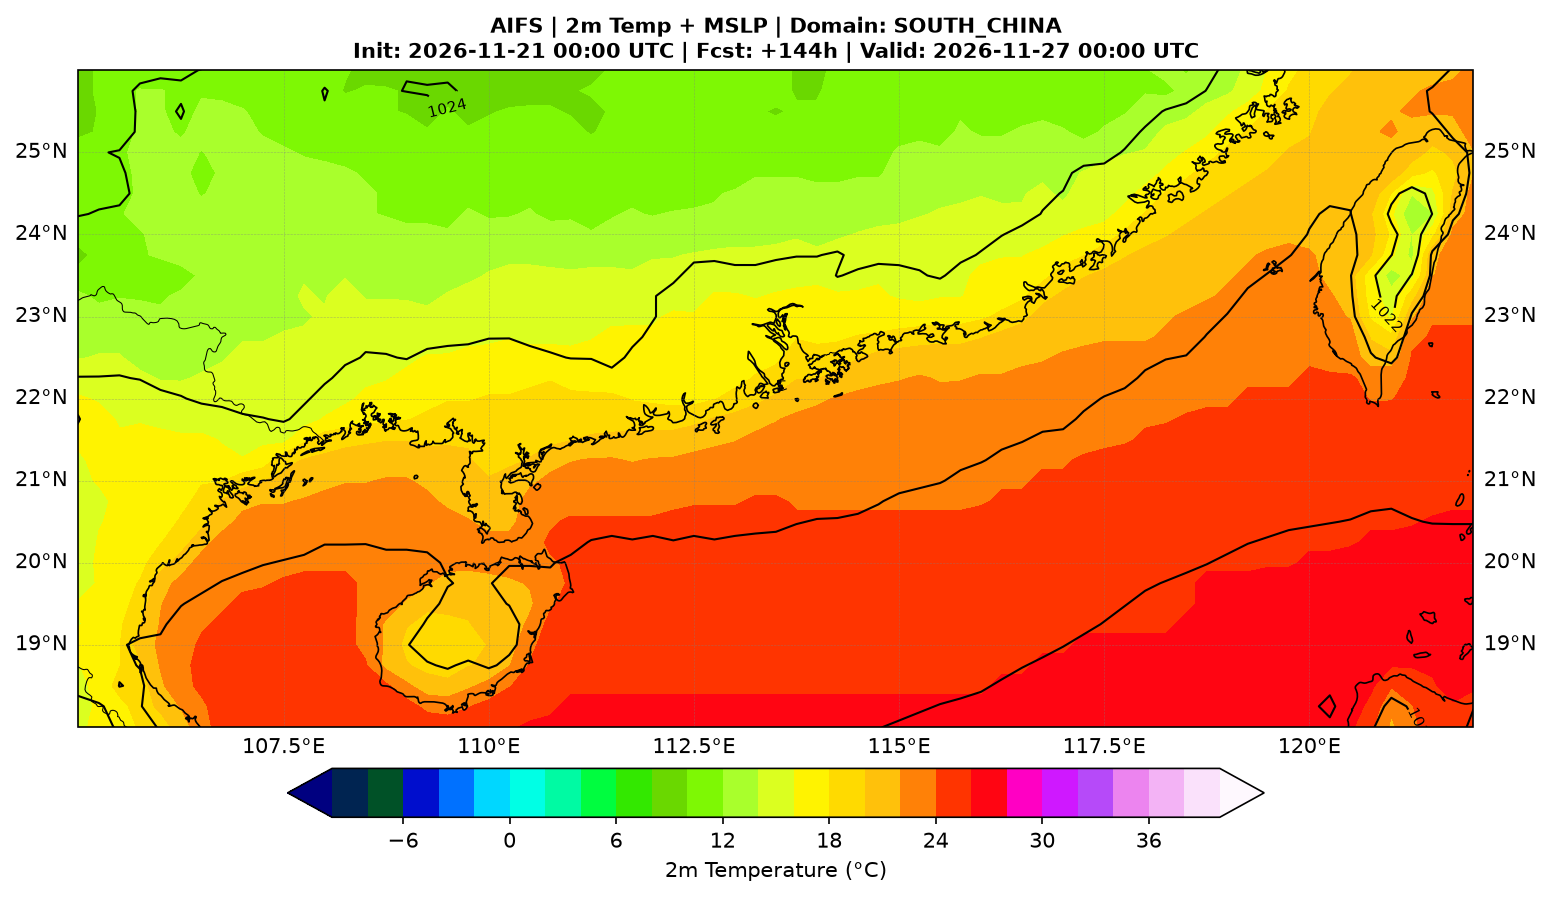 AIFS | 2m Temp + MSLP | Domain: SOUTH_CHINA
Init: 2026-11-21 00:00 UTC | Fcst: +144h | Valid: 2026-11-27 00:00 UTC
1024
25°N 25°N
24°N 24°N
1022
23°N 23°N
22°N 22°N
21°N 21°N
20°N 20°N
19°N 19°N
10
107.5°E 110°E 112.5°E 115°E 117.5°E 120°E
−6 0 6 12 18 24 30 36
2m Temperature (°C)